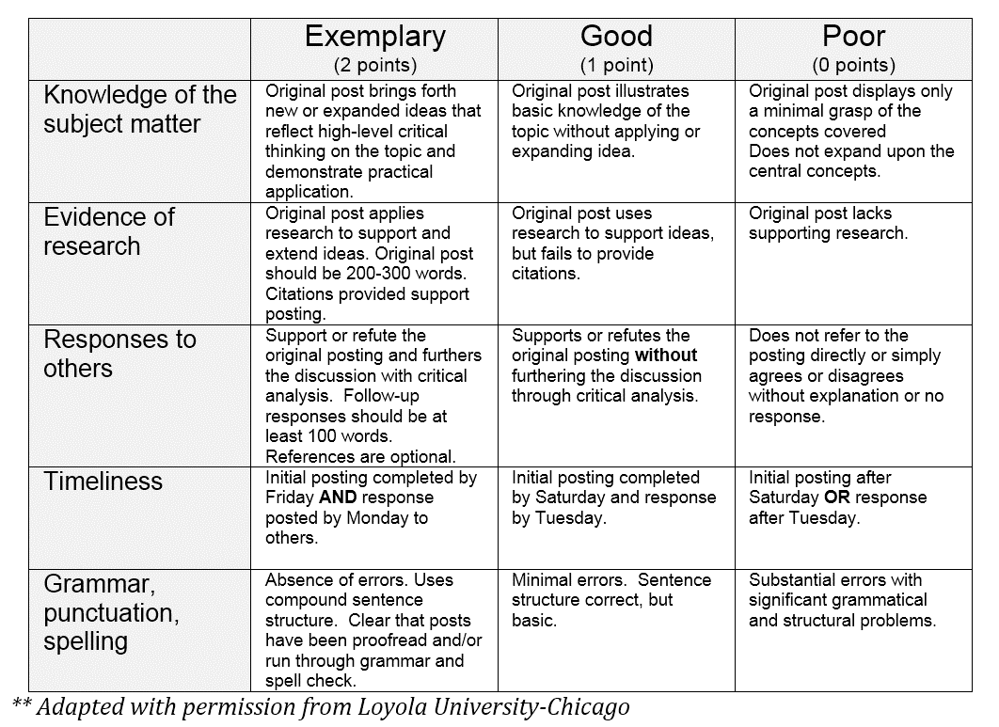 Exemplary
(2 points)
Good
(1 point)
Poor
(0 points)
Knowledge of the
subject matter
Original post brings forth
new or expanded ideas that
reflect high-level critical
thinking on the topic and
demonstrate practical
application.
Original post illustrates
basic knowledge of the
topic without applying or
expanding idea.
Original post displays only
a minimal grasp of the
concepts covered
Does not expand upon the
central concepts.
Evidence of
research
Original post applies
research to support and
extend ideas. Original post
should be 200-300 words.
Citations provided support
posting.
Original post uses
research to support ideas,
but fails to provide
citations.
Original post lacks
supporting research.
Responses to
others
Support or refute the
original posting and furthers
the discussion with critical
analysis.  Follow-up
responses should be at
least 100 words.
References are optional.
Supports or refutes the
original posting without
furthering the discussion
through critical analysis.
Does not refer to the
posting directly or simply
agrees or disagrees
without explanation or no
response.
Timeliness
Initial posting completed by
Friday AND response
posted by Monday to
others.
Initial posting completed
by Saturday and response
by Tuesday.
Initial posting after
Saturday OR response
after Tuesday.
Grammar,
punctuation,
spelling
Absence of errors. Uses
compound sentence
structure.  Clear that posts
have been proofread and/or
run through grammar and
spell check.
Minimal errors.  Sentence
structure correct, but
basic.
Substantial errors with
significant grammatical
and structural problems.
** Adapted with permission from Loyola University-Chicago